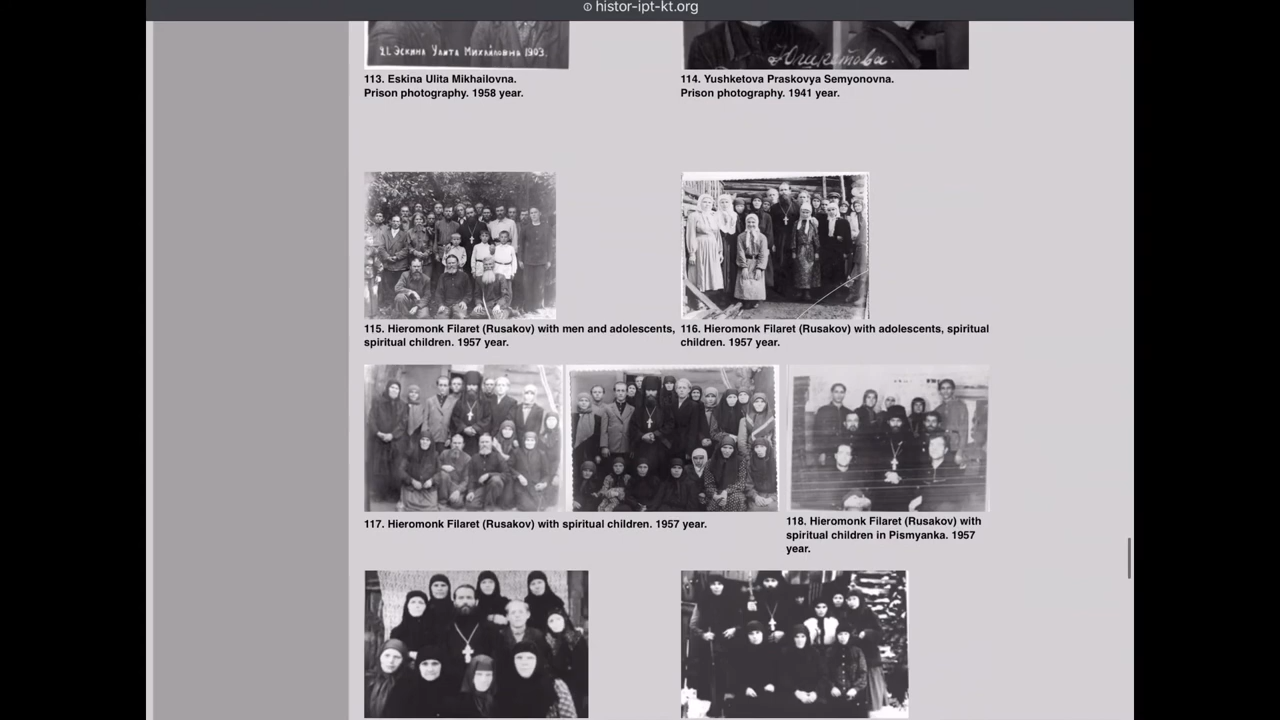 histor-ipt-kt.org
21. Эскина Улита Михайловна 1903.
113. Eskina Ulita Mikhailovna.
Prison photography. 1958 year.
114. Yushketova Praskovya Semyonovna.
Prison photography. 1941 year.
115. Hieromonk Filaret (Rusakov) with men and adolescents,
spiritual children. 1957 year.
116. Hieromonk Filaret (Rusakov) with adolescents, spiritual
children. 1957 year.
117. Hieromonk Filaret (Rusakov) with spiritual children. 1957 year.
118. Hieromonk Filaret (Rusakov) with
spiritual children in Pismyanka. 1957
year.